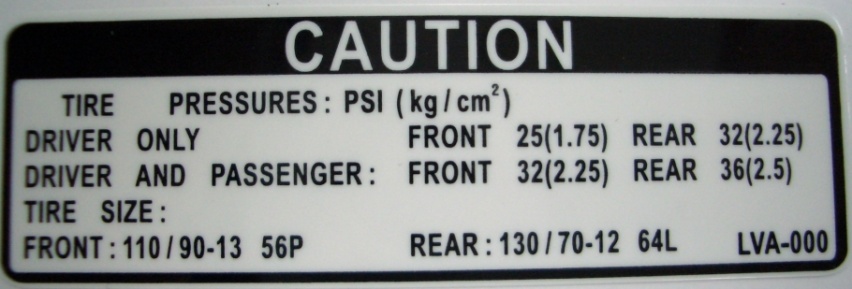 CAUTION
TIRE PRESSURES: PSI (kg/cm²)
DRIVER ONLY FRONT 25(1.75) REAR 32(2.25)
DRIVER AND PASSENGER: FRONT 32(2.25) REAR 36(2.5)
TIRE SIZE:
FRONT:110/90-13 56P REAR:130/70-12 64L LVA-000